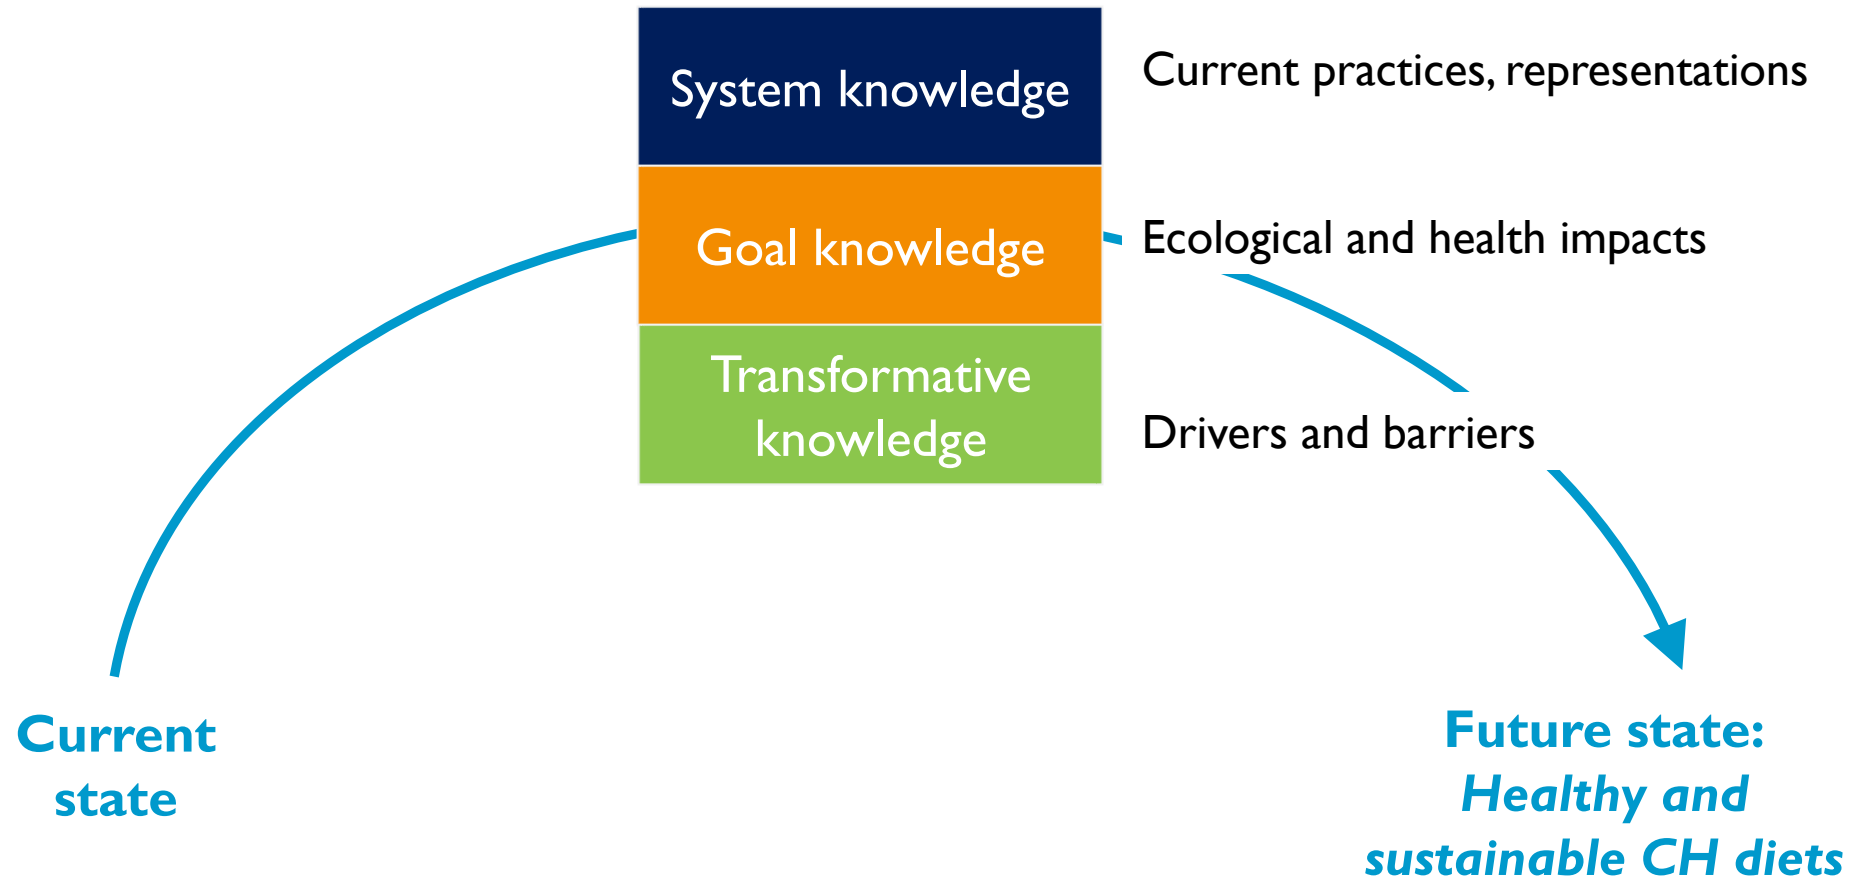 System knowledge
Current practices, representations
Goal knowledge
Ecological and health impacts
Transformative
knowledge
Drivers and barriers
Current
state
Future state:
Healthy and
sustainable CH diets